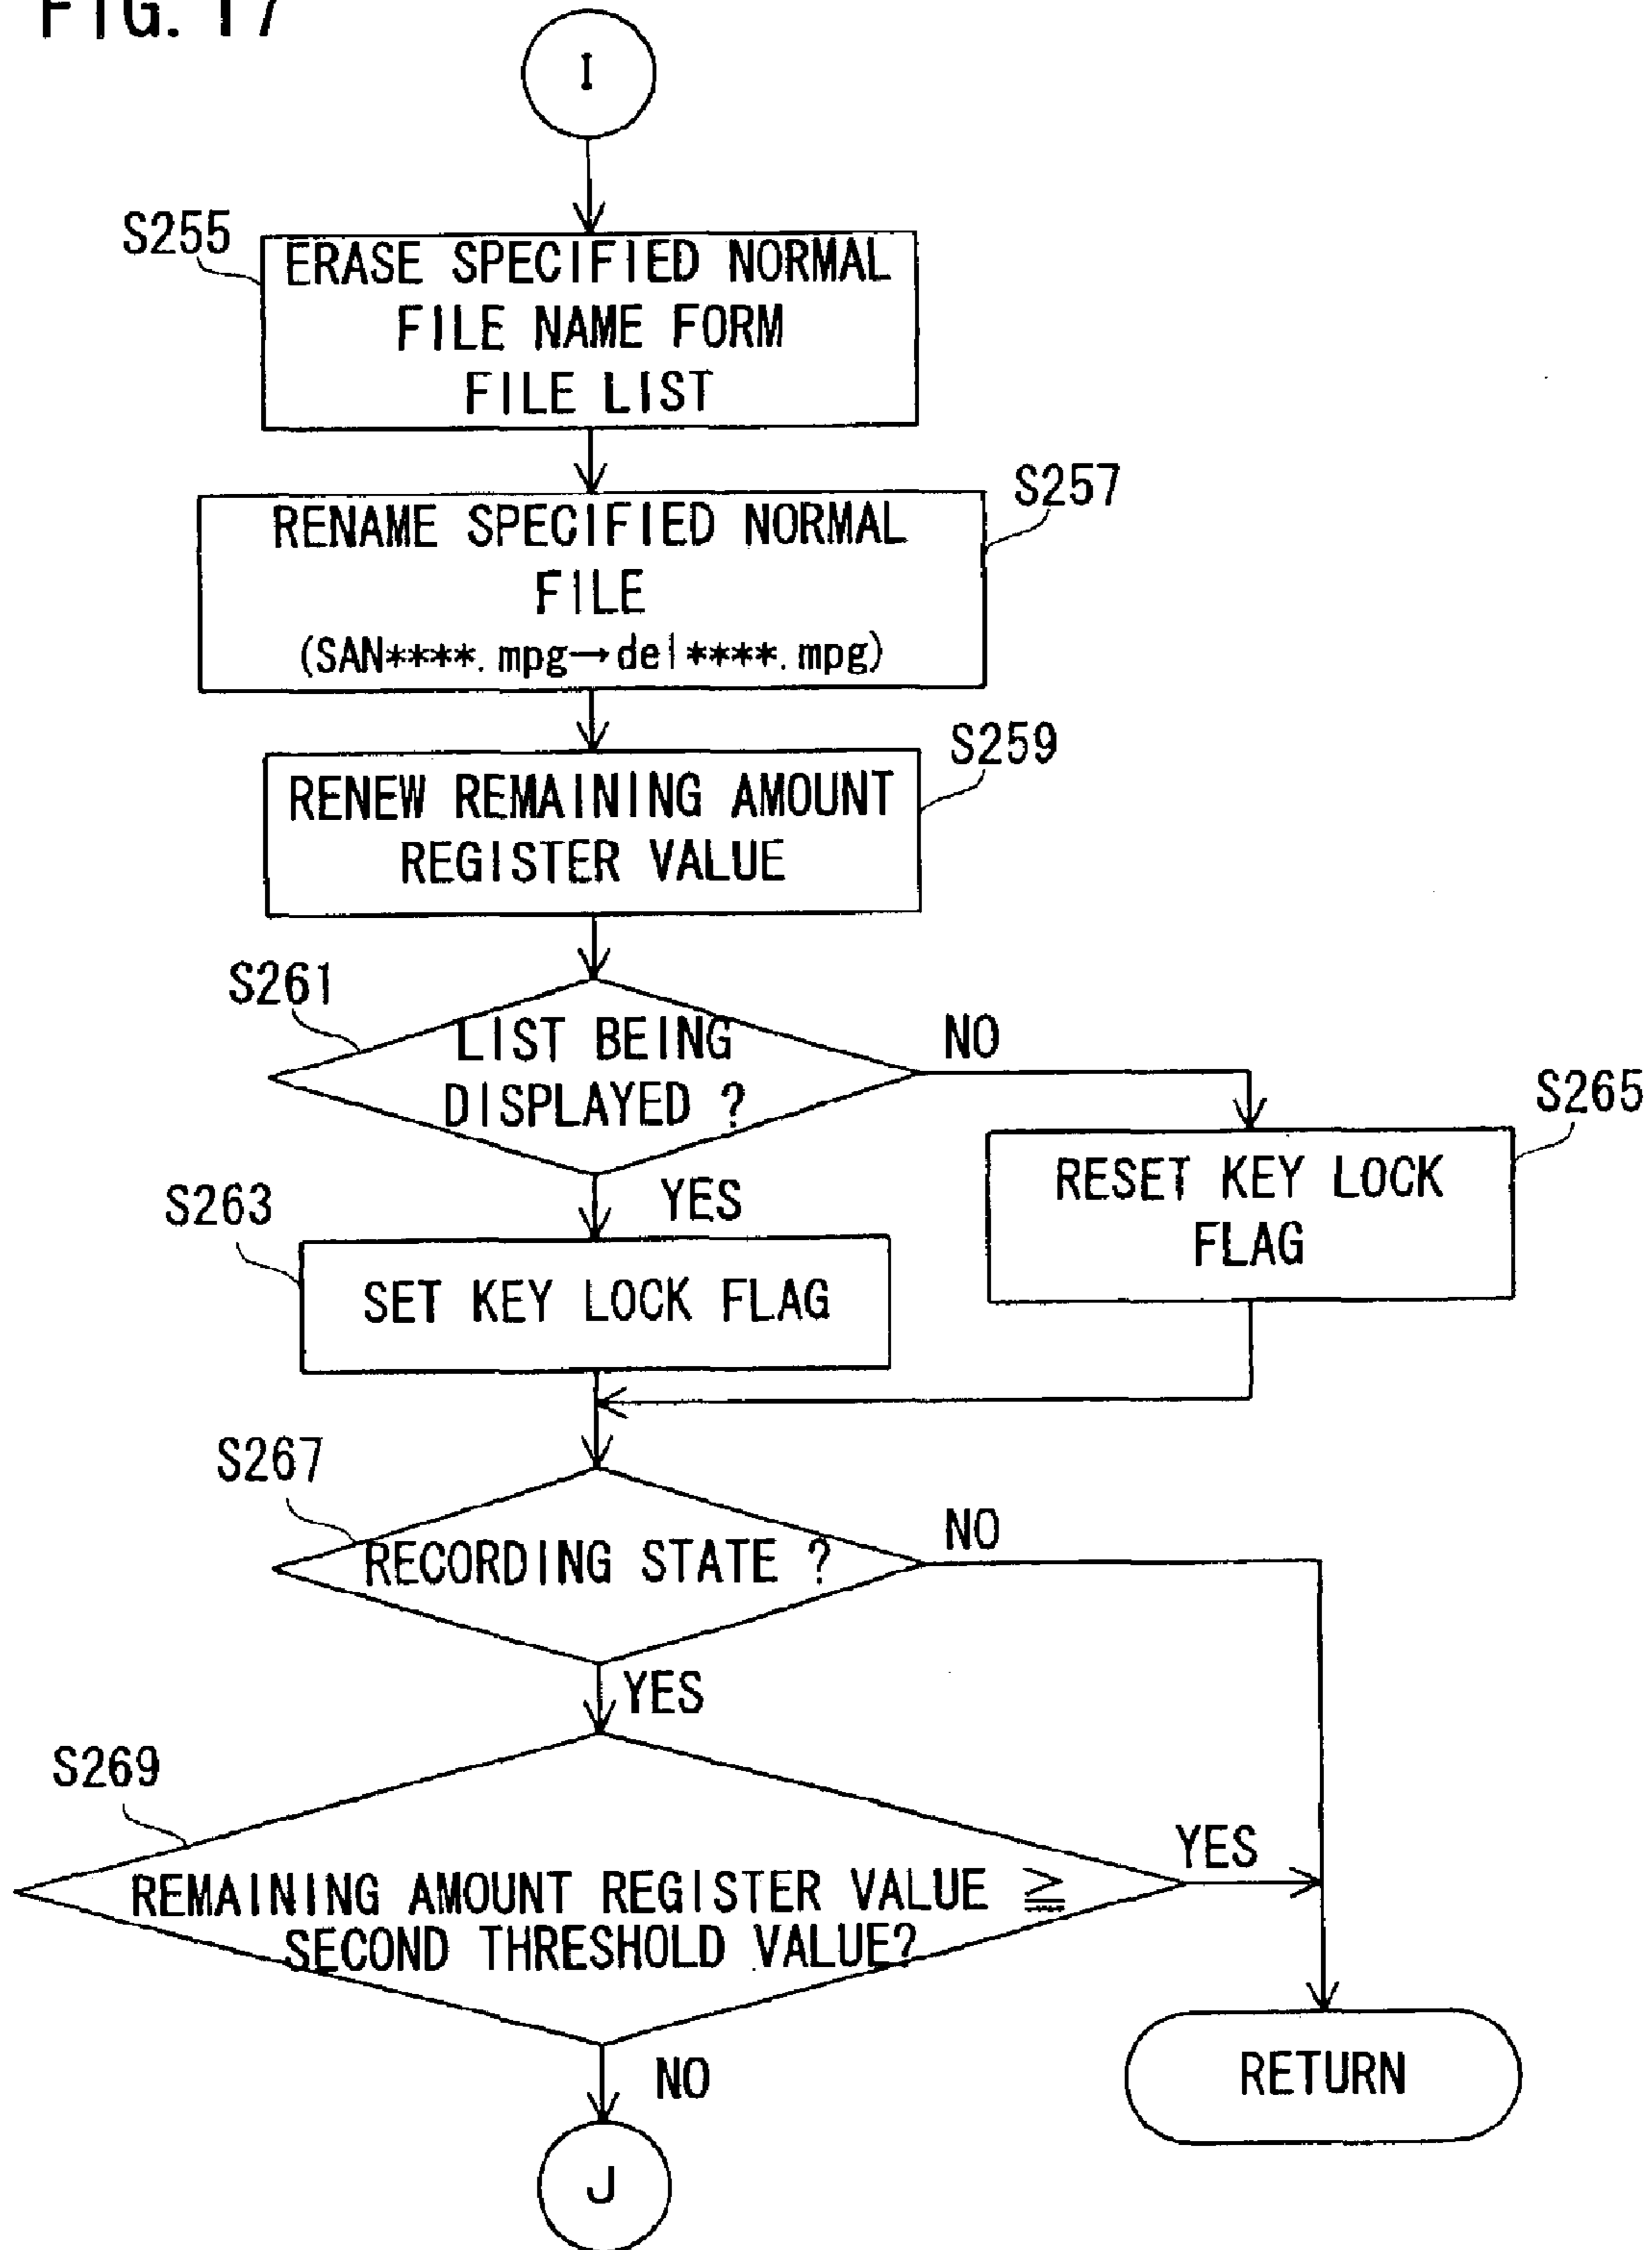 FIG. 17
I
S255
ERASE SPECIFIED NORMAL
FILE NAME FORM
FILE LIST
S257
RENAME SPECIFIED NORMAL
FILE
(SAN****.mpg→del****.mpg)
S259
RENEW REMAINING AMOUNT
REGISTER VALUE
S261
LIST BEING
DISPLAYED ?
NO
S265
RESET KEY LOCK
FLAG
YES
S263
SET KEY LOCK FLAG
S267
RECORDING STATE ?
NO
YES
S269
REMAINING AMOUNT REGISTER VALUE ≧
SECOND THRESHOLD VALUE?
YES
NO
RETURN
J